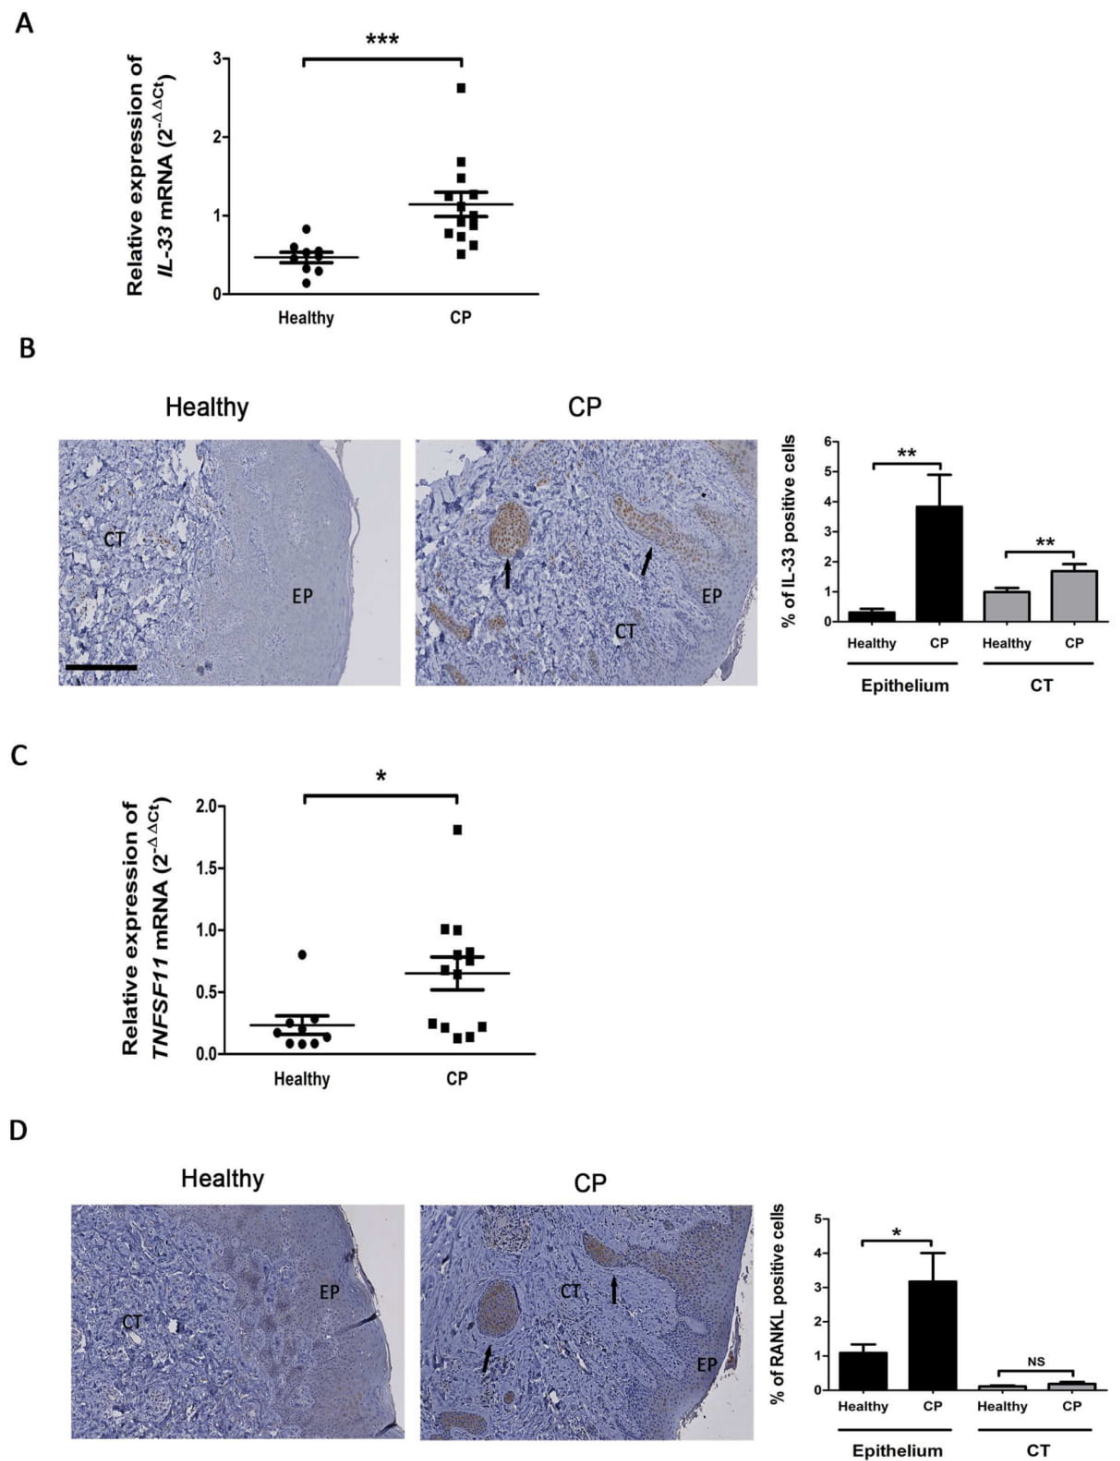 A
***
Relative expression of
IL-33 mRNA (2-ΔΔCt)
3
2
1
0
Healthy
CP
B
Healthy
CP
CT
EP
CT
EP
% of IL-33 positive cells
6
5
4
3
2
1
0
**
**
Healthy
CP
Healthy
CP
Epithelium
CT
C
*
Relative expression of
TNFSF11 mRNA (2-ΔΔCt)
2.0
1.5
1.0
0.5
0.0
Healthy
CP
D
Healthy
CP
CT
EP
CT
EP
% of RANKL positive cells
5
4
3
2
1
0
*
NS
Healthy
CP
Healthy
CP
Epithelium
CT